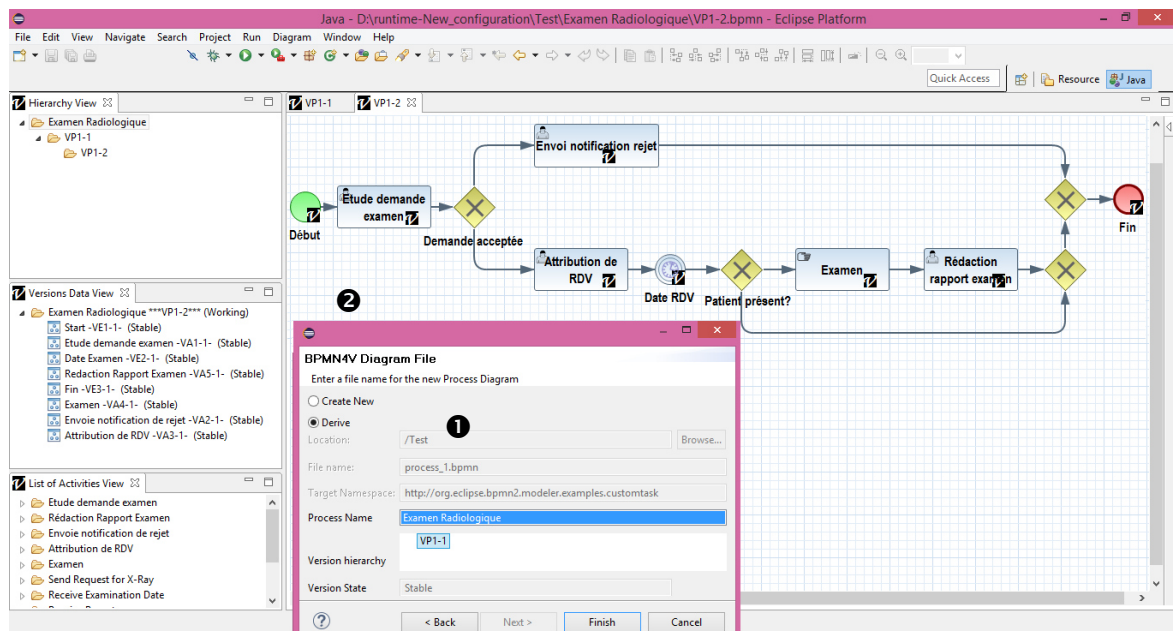 Java - D:\runtime-New_configuration\Test\Examen Radiologique\VP1-2.bpmn - Eclipse Platform
File Edit View Navigate Search Project Run Diagram Window Help
Quick Access
Resource
Java
Hierarchy View
Examen Radiologique
VP1-1
VP1-2
VP1-1
VP1-2
Envoi notification rejet
Etude demande
examen
Début
Demande acceptée
Fin
Attribution de
RDV
Date RDV
Patient présent?
Examen
Rédaction
rapport examen
Versions Data View
Examen Radiologique ***VP1-2*** (Working)
Start -VE1-1- (Stable)
Etude demande examen -VA1-1- (Stable)
Date Examen -VE2-1- (Stable)
Redaction Rapport Examen -VA5-1- (Stable)
Fin -VE3-1- (Stable)
Examen -VA4-1- (Stable)
Envoie notification de rejet -VA2-1- (Stable)
Attribution de RDV -VA3-1- (Stable)
List of Activities View
Etude demande examen
Rédaction Rapport Examen
Envoie notification de rejet
Attribution de RDV
Examen
Send Request for X-Ray
Receive Examination Date
2
BPMN4V Diagram File
Enter a file name for the new Process Diagram
Create New
Derive
1
Location: /Test Browse...
File name: process_1.bpmn
Target Namespace: http://org.eclipse.bpmn2.modeler.examples.customtask
Process Name Examen Radiologique
VP1-1
Version hierarchy
Version State Stable
? < Back Next > Finish Cancel